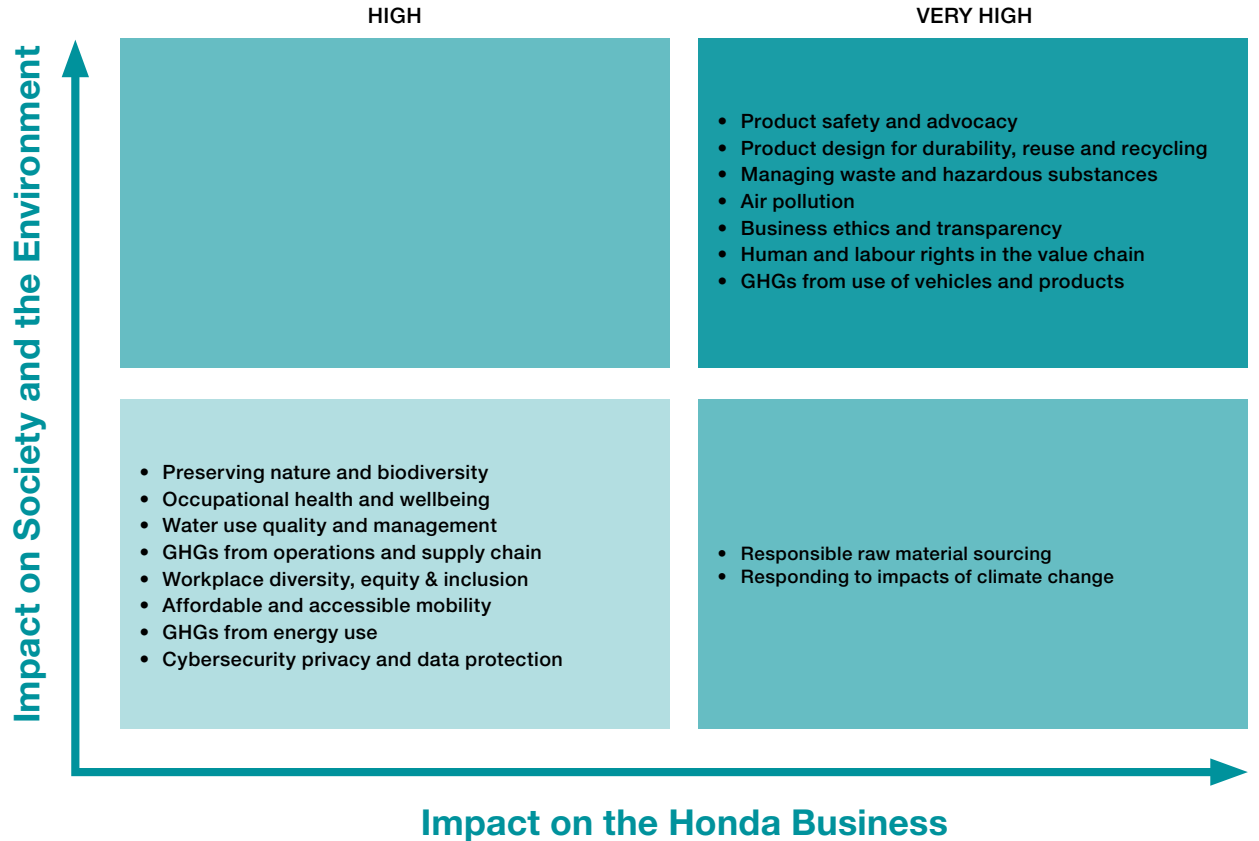 HIGH
VERY HIGH
Impact on Society and the Environment
• Product safety and advocacy
• Product design for durability, reuse and recycling
• Managing waste and hazardous substances
• Air pollution
• Business ethics and transparency
• Human and labour rights in the value chain
• GHGs from use of vehicles and products
• Preserving nature and biodiversity
• Occupational health and wellbeing
• Water use quality and management
• GHGs from operations and supply chain
• Workplace diversity, equity & inclusion
• Affordable and accessible mobility
• GHGs from energy use
• Cybersecurity privacy and data protection
• Responsible raw material sourcing
• Responding to impacts of climate change
Impact on the Honda Business